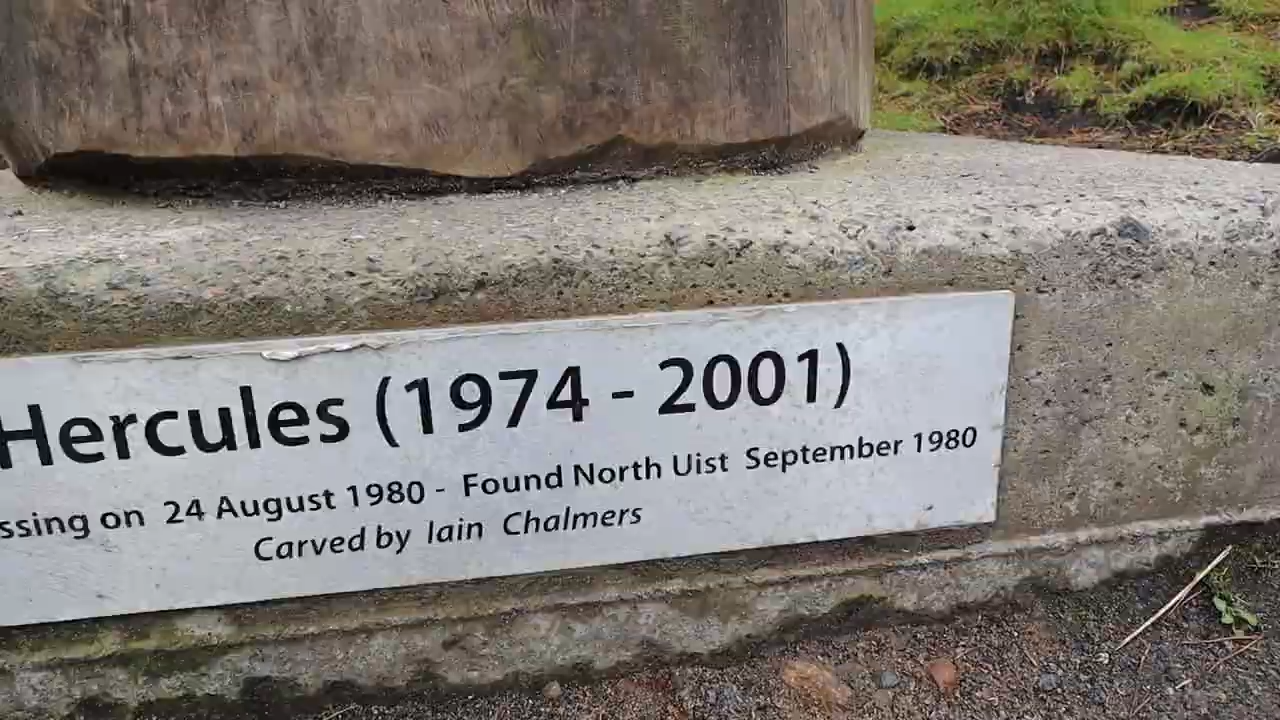 Hercules (1974 - 2001)
ssing on 24 August 1980 - Found North Uist September 1980
Carved by Iain Chalmers